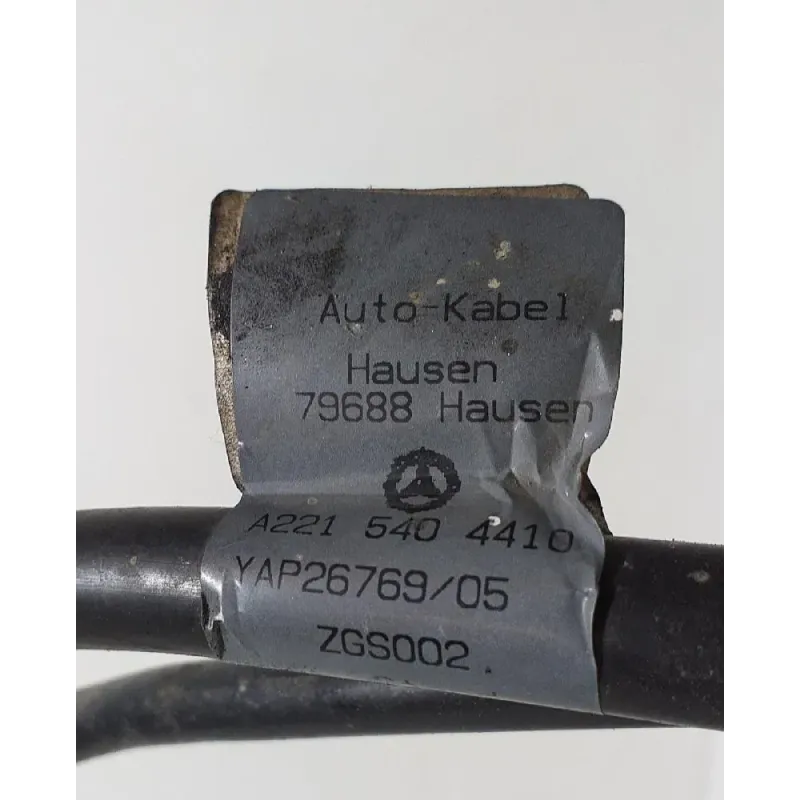 Auto-Kabel
Hausen
79688 Hausen
A221 540 4410
YAP26769/05
ZGS002